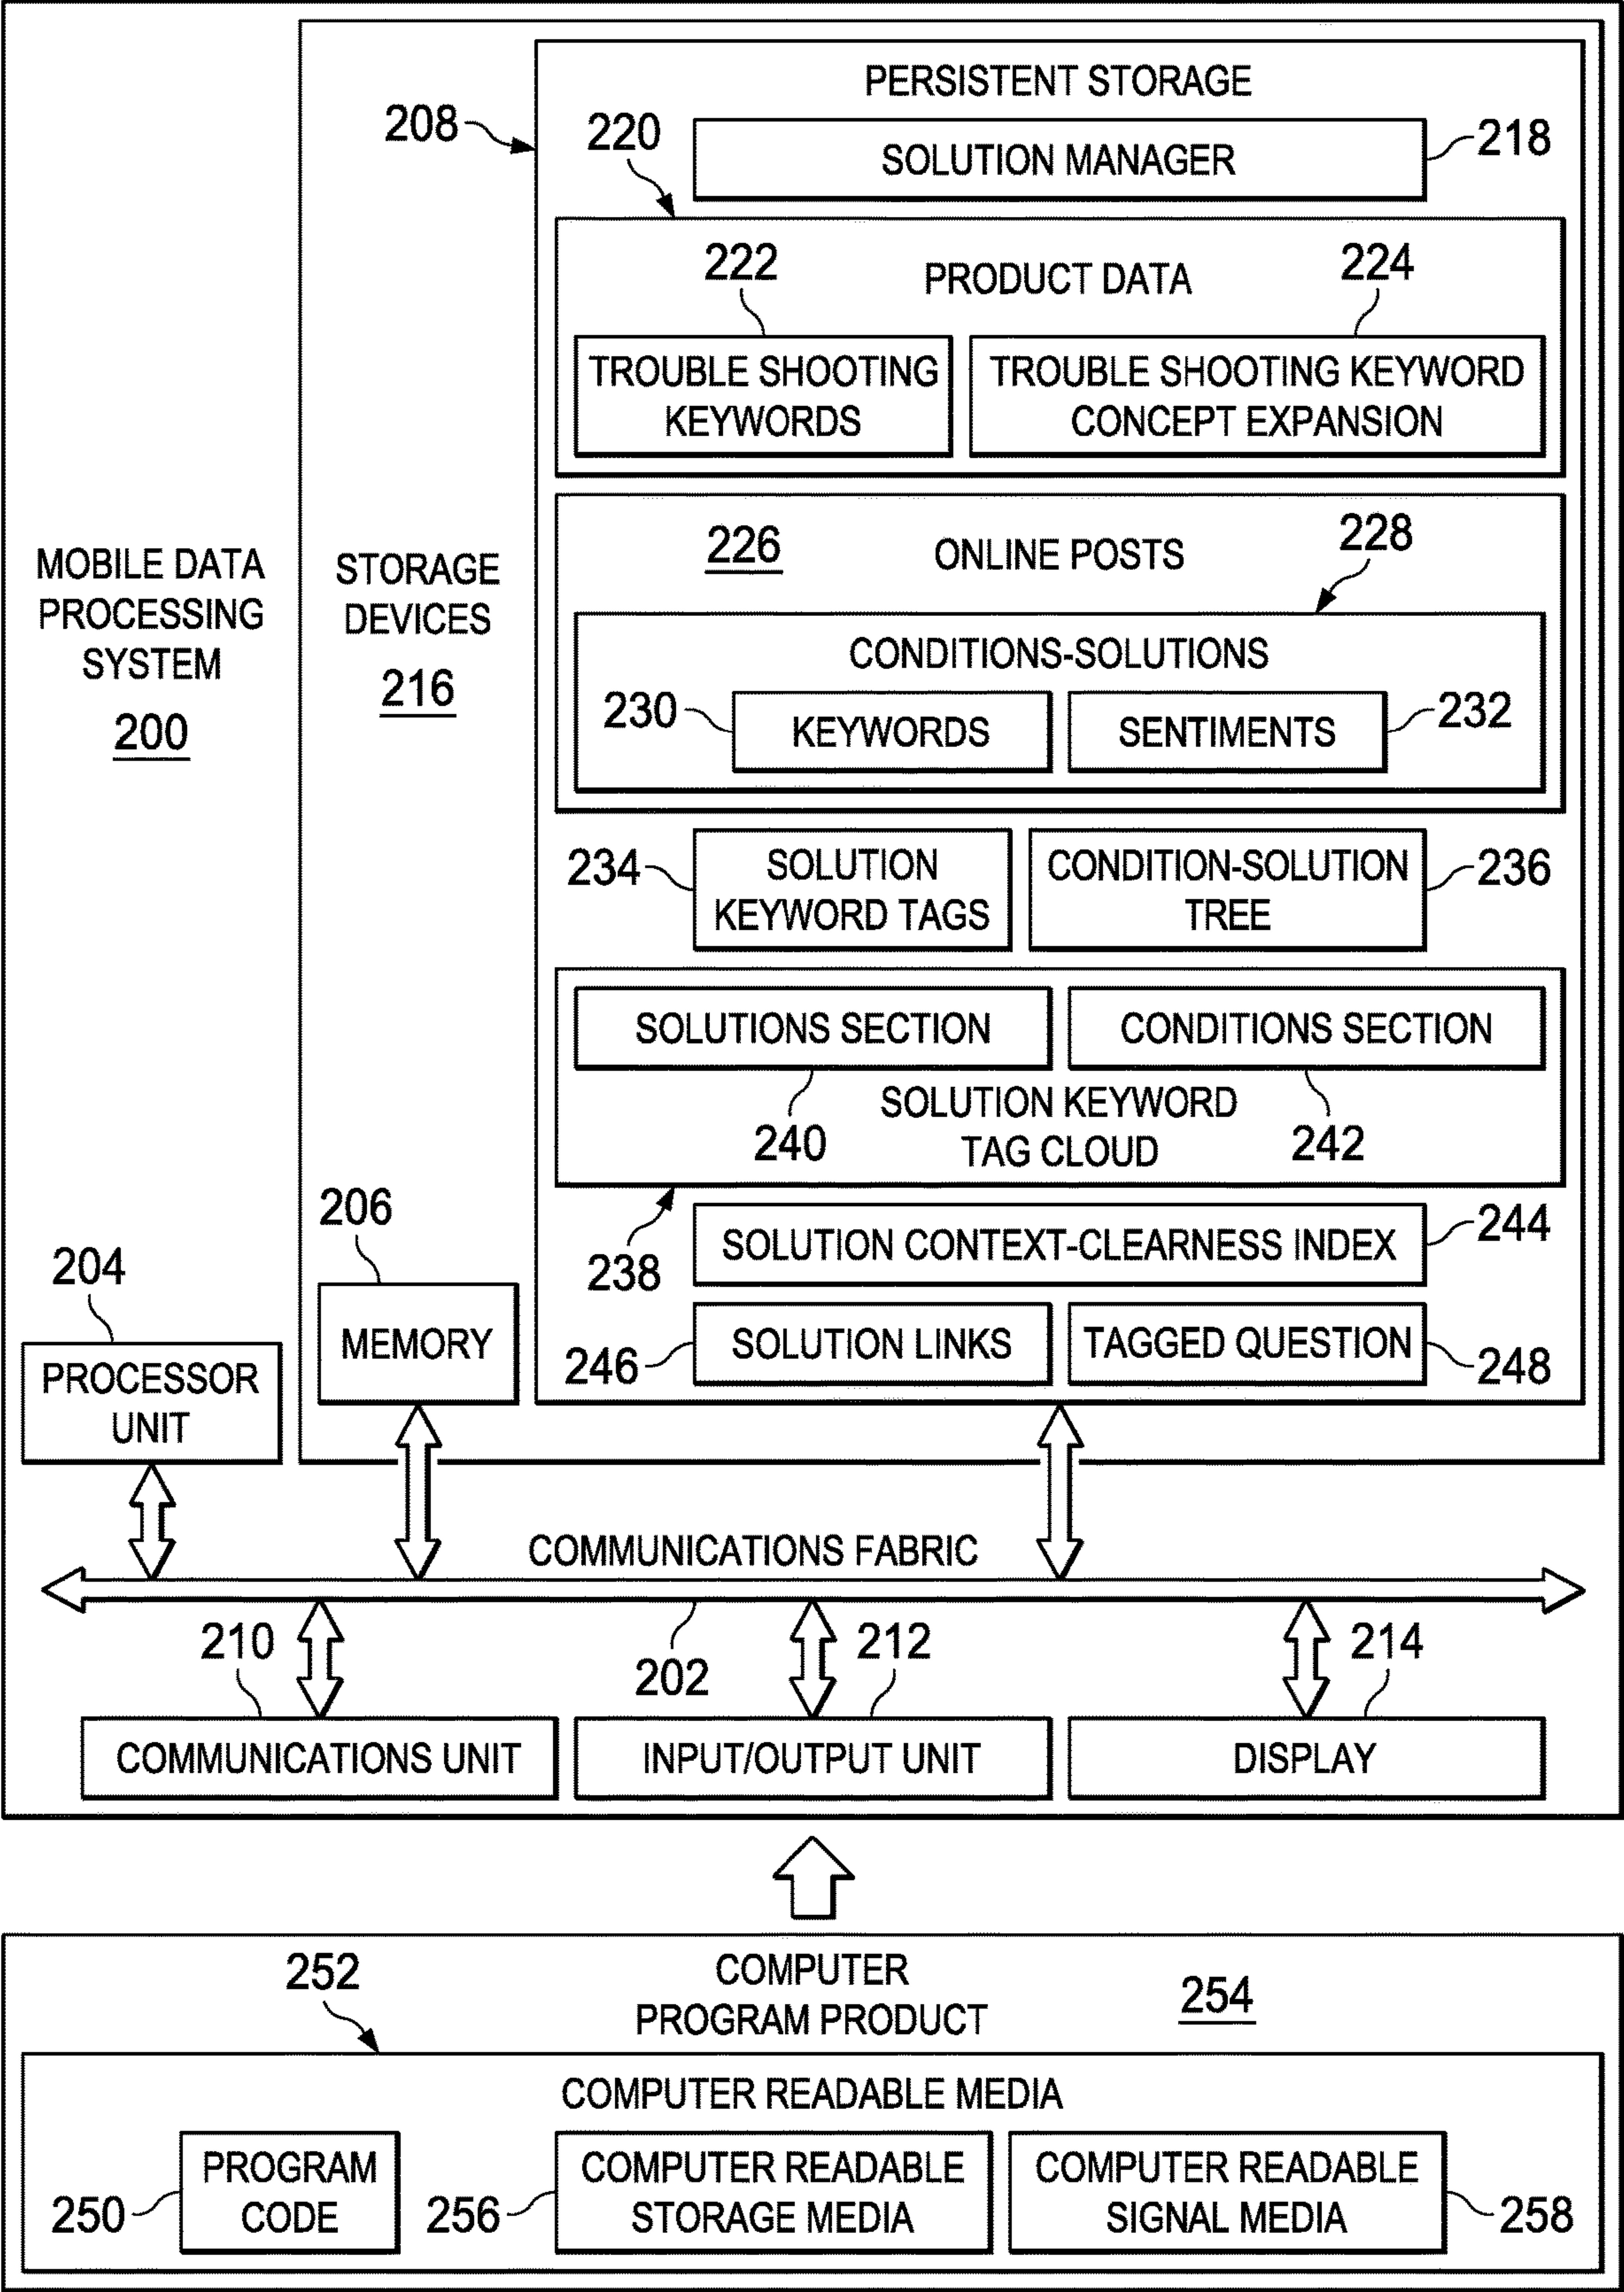 PERSISTENT STORAGE
208
220
SOLUTION MANAGER
218
222
PRODUCT DATA
224
TROUBLE SHOOTING
KEYWORDS
TROUBLE SHOOTING KEYWORD
CONCEPT EXPANSION
MOBILE DATA
PROCESSING
SYSTEM
200
STORAGE
DEVICES
216
226
ONLINE POSTS
228
CONDITIONS-SOLUTIONS
230
KEYWORDS
SENTIMENTS
232
234
SOLUTION
KEYWORD TAGS
CONDITION-SOLUTION
TREE
236
SOLUTIONS SECTION
CONDITIONS SECTION
240
SOLUTION KEYWORD
TAG CLOUD
242
238
SOLUTION CONTEXT-CLEARNESS INDEX
244
246
SOLUTION LINKS
TAGGED QUESTION
248
206
MEMORY
204
PROCESSOR
UNIT
COMMUNICATIONS FABRIC
210
202
212
214
COMMUNICATIONS UNIT
INPUT/OUTPUT UNIT
DISPLAY
252
COMPUTER
PROGRAM PRODUCT
254
COMPUTER READABLE MEDIA
250
PROGRAM
CODE
256
COMPUTER READABLE
STORAGE MEDIA
COMPUTER READABLE
SIGNAL MEDIA
258